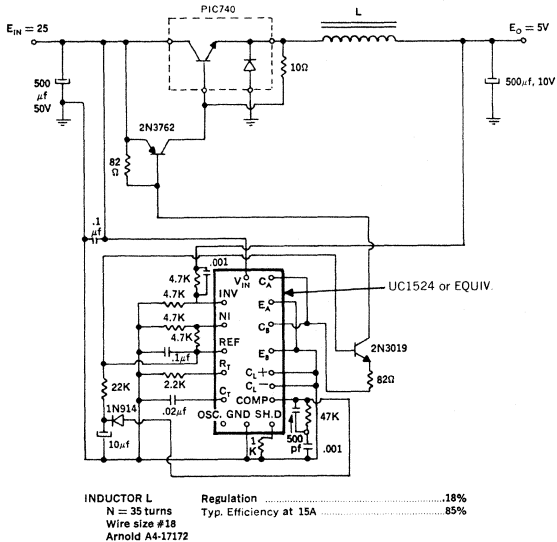 PIC740
L
E_IN = 25
E_O = 5V
500
µf
50V
10Ω
500µf, 10V
2N3762
82
Ω
.1
µf
.001
4.7K
V_IN
C_A
UC1524 or EQUIV.
4.7K
INV
E_A
4.7K
NI
C_B
2N3019
.1µf
REF
E_B
R_T
C_L +
22K
2.2K
C_L −
82Ω
1N914
C_T
COMP
.02µf
47K
OSC. GND SH.D
10µf
1
K
500
pf
.001
INDUCTOR L
N = 35 turns
Wire size #18
Arnold A4-17172
Regulation ............................................18%
Typ. Efficiency at 15A ..........................85%